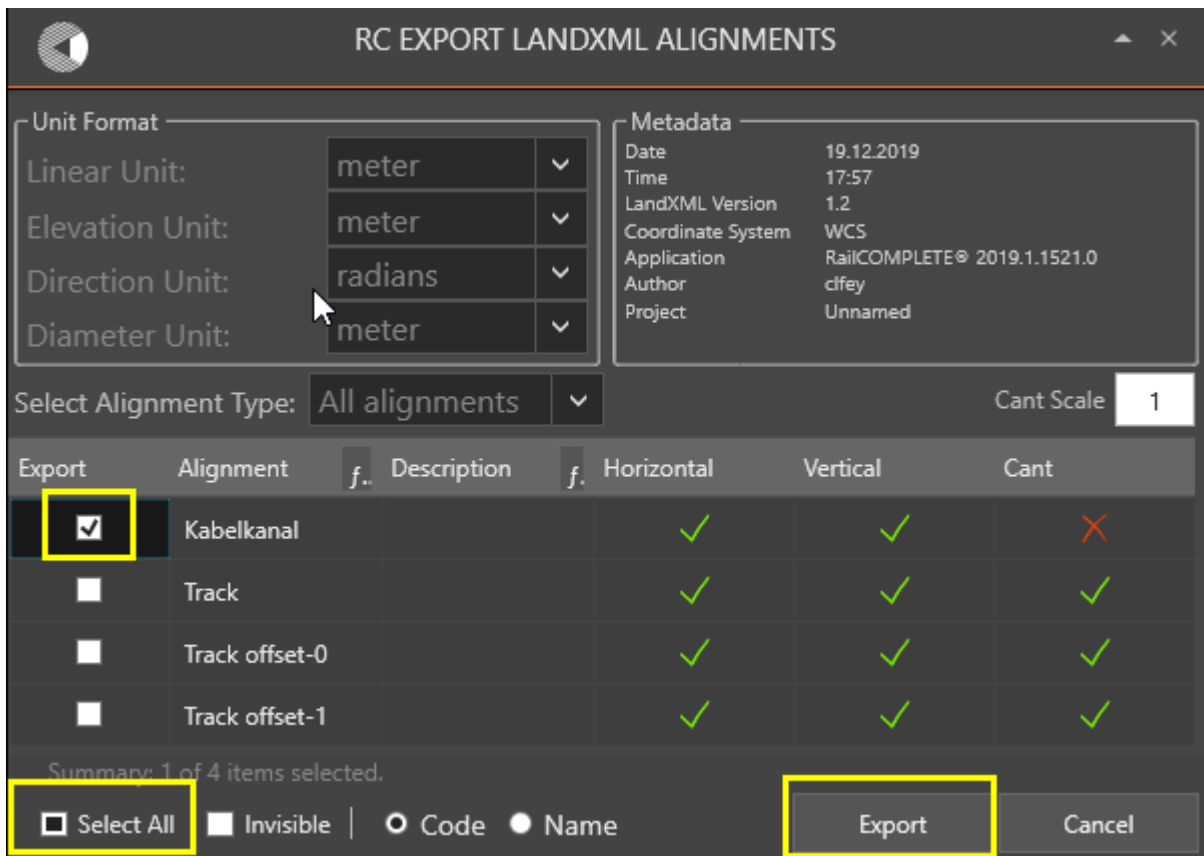 RC EXPORT LANDXML ALIGNMENTS
Unit Format
Linear Unit: meter
Elevation Unit: meter
Direction Unit: radians
Diameter Unit: meter
Metadata
Date 19.12.2019
Time 17:57
LandXML Version 1.2
Coordinate System WCS
Application RailCOMPLETE® 2019.1.1521.0
Author clfey
Project Unnamed
Select Alignment Type: All alignments Cant Scale 1
Export Alignment f.. Description f. Horizontal Vertical Cant
Kabelkanal
Track
Track offset-0
Track offset-1
Summary: 1 of 4 items selected.
Select All Invisible | Code Name Export Cancel